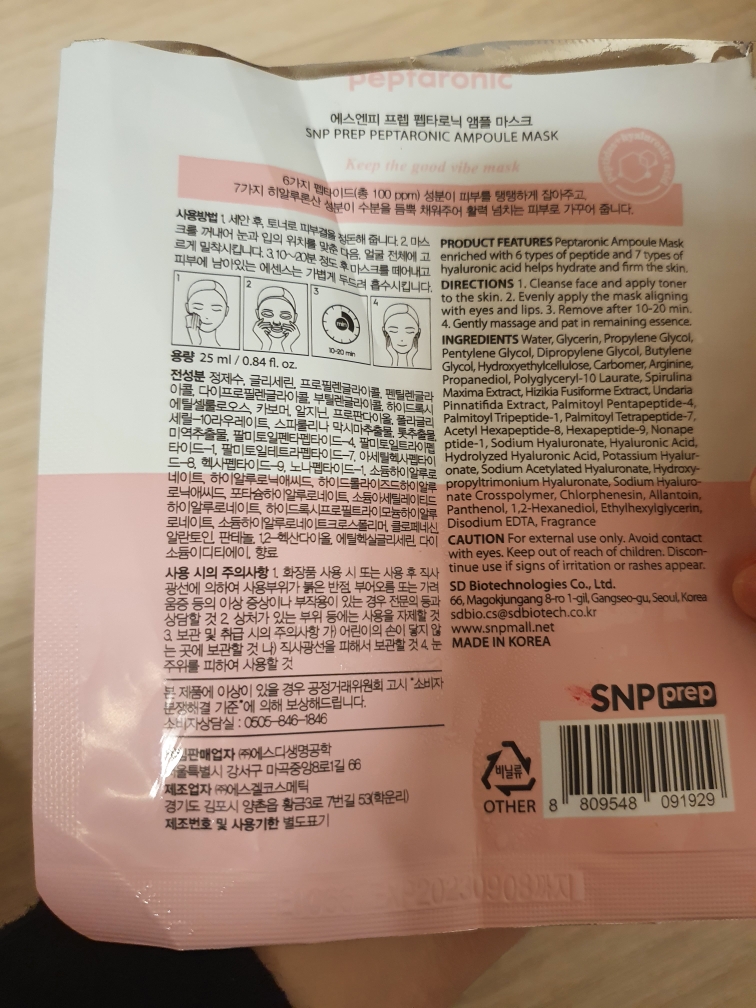 peptaronic
에스엔피 프렙 펩타로닉 앰플 마스크
SNP PREP PEPTARONIC AMPOULE MASK
Keep the good vibe mask
6가지 펩타이드(총 100 ppm) 성분이 피부를 탱탱하게 잡아주고,
7가지 히알루론산 성분이 수분을 듬뿍 채워주어 활력 넘차는 피부로 가꾸어 줍니다.
사용방법 1. 세안 후, 토너로 피부결을 정돈해 줍니다. 2. 마스
크를 꺼내어 눈과 입의 위치를 맞춘 다음, 얼굴 전체에 고
르게 밀착시킵니다. 3. 10~20분 정도 후 마스크를 떼어내고
피부에 남아있는 에센스는 가볍게 두드려 흡수시킵니다.
1 2 3 4
min
10-20 min
용량 25 ml / 0.84 fl. oz.
전성분 정제수, 글리세린, 프로필렌글라이콜, 펜틸렌글라
이콜, 다이프로필렌글라이콜, 부틸렌글라이콜, 하이드록시
에틸셀룰로오스, 카보머, 알지닌, 프로판다이올, 폴리글리
세릴-10라우레이트, 스피룰리나 막시마추출물, 톳추출물,
미역추출물, 팔미토일펜타펩타이드-4, 팔미토일트라이펩
타이드-1, 팔미토일테트라펩타이드-7, 아세틸헥사펩타이
드-8, 헥사펩타이드-9, 노나펩타이드-1, 소듐하이알루로
네이트, 하이알루로닉애씨드, 하이드롤라이즈드하이알루
로닉애씨드, 포타슘하이알루로네이트, 소듐아세틸레이티드
하이알루로네이트, 하이드록시프로필트라이모늄하이알루
로네이트, 소듐하이알루로네이트크로스폴리머, 클로페네신,
알란토인, 판테놀, 1,2-헥산다이올, 에틸헥실글리세린, 다이
소듐이디티에이, 향료
사용 시의 주의사항 1. 화장품 사용 시 또는 사용 후 직사
광선에 의하여 사용부위가 붉은 반점, 부어오름 또는 가려
움증 등의 이상 증상이나 부작용이 있는 경우 전문의 등과
상담할 것 2. 상처가 있는 부위 등에는 사용을 자제할 것
3. 보관 및 취급 시의 주의사항 가) 어린이의 손이 닿지 않
는 곳에 보관할 것 나) 직사광선을 피해서 보관할 것 4. 눈
주위를 피하여 사용할 것
본 제품에 이상이 있을 경우 공정거래위원회 고시 "소비자
분쟁해결 기준"에 의해 보상해드립니다.
소비자상담실 : 0505-846-1846
판매업자 ㈜에스디생명공학
서울특별시 강서구 마곡중앙8로1길 66
제조업자 ㈜에스겔코스메틱
경기도 김포시 양촌읍 황금3로 7번길 53(학운리)
제조번호 및 사용기한 별도표기
PRODUCT FEATURES Peptaronic Ampoule Mask
enriched with 6 types of peptide and 7 types of
hyaluronic acid helps hydrate and firm the skin.
DIRECTIONS 1. Cleanse face and apply toner
to the skin. 2. Evenly apply the mask aligning
with eyes and lips. 3. Remove after 10-20 min.
4. Gently massage and pat in remaining essence.
INGREDIENTS Water, Glycerin, Propylene Glycol,
Pentylene Glycol, Dipropylene Glycol, Butylene
Glycol, Hydroxyethylcellulose, Carbomer, Arginine,
Propanediol, Polyglyceryl-10 Laurate, Spirulina
Maxima Extract, Hizikia Fusiforme Extract, Undaria
Pinnatifida Extract, Palmitoyl Pentapeptide-4,
Palmitoyl Tripeptide-1, Palmitoyl Tetrapeptide-7,
Acetyl Hexapeptide-8, Hexapeptide-9, Nonape
ptide-1, Sodium Hyaluronate, Hyaluronic Acid,
Hydrolyzed Hyaluronic Acid, Potassium Hyalur-
onate, Sodium Acetylated Hyaluronate, Hydroxy-
propyltrimonium Hyaluronate, Sodium Hyaluro-
nate Crosspolymer, Chlorphenesin, Allantoin,
Panthenol, 1,2-Hexanediol, Ethylhexylglycerin,
Disodium EDTA, Fragrance
CAUTION For external use only. Avoid contact
with eyes. Keep out of reach of children. Discon-
tinue use if signs of irritation or rashes appear.
SD Biotechnologies Co., Ltd.
66, Magokjungang 8-ro 1-gil, Gangseo-gu, Seoul, Korea
sdbio.cs@sdbiotech.co.kr
www.snpmall.net
MADE IN KOREA
SNP prep
비닐류
OTHER
8 809548 091929
20230908까지